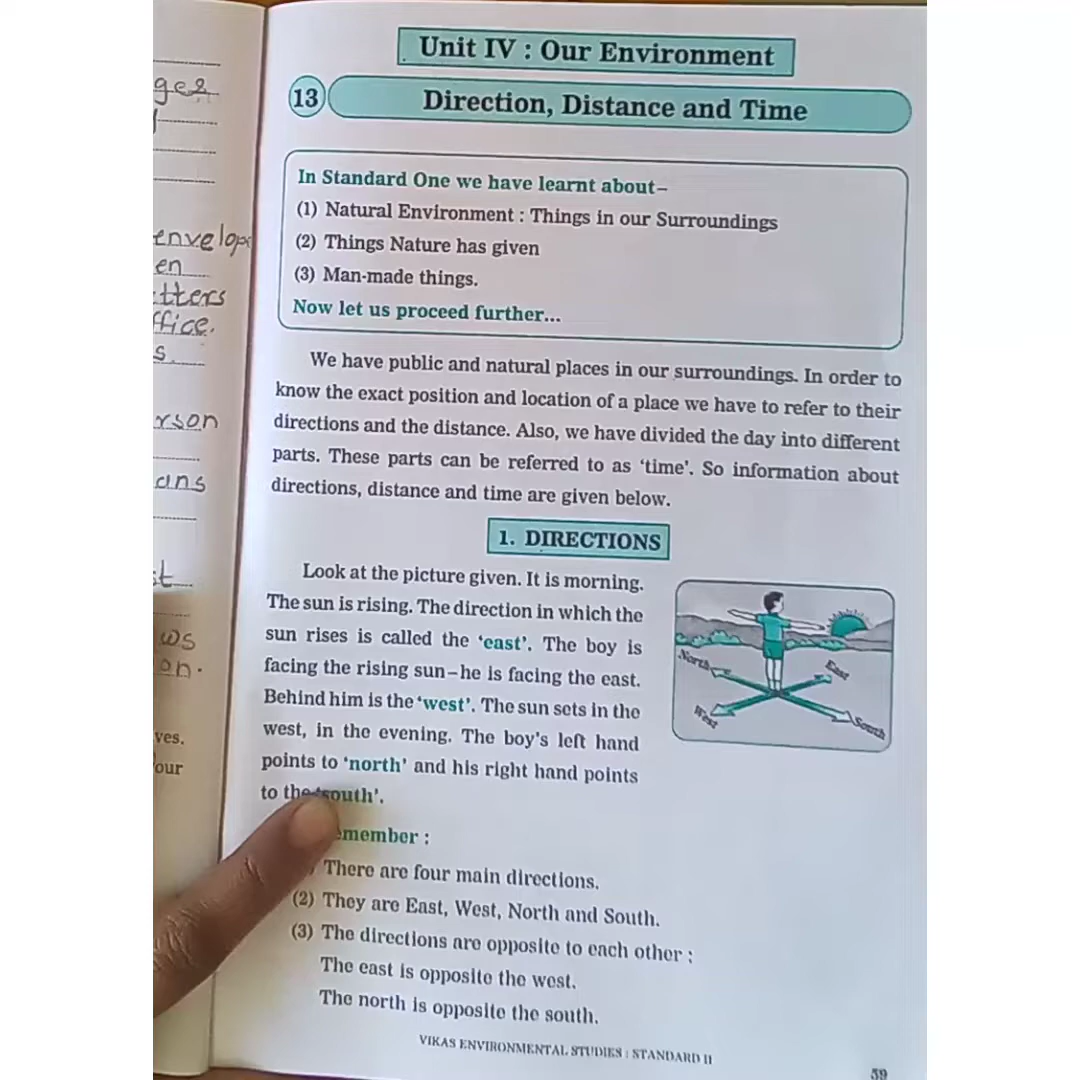 ges
envelope
en
tters
ffice.
s.
rson
ans
st
ws
on.
ves.
our
Unit IV : Our Environment
13 Direction, Distance and Time
In Standard One we have learnt about–
(1) Natural Environment : Things in our Surroundings
(2) Things Nature has given
(3) Man-made things.
Now let us proceed further...
We have public and natural places in our surroundings. In order to
know the exact position and location of a place we have to refer to their
directions and the distance. Also, we have divided the day into different
parts. These parts can be referred to as ‘time’. So information about
directions, distance and time are given below.
1. DIRECTIONS
Look at the picture given. It is morning.
The sun is rising. The direction in which the
sun rises is called the ‘east’. The boy is
facing the rising sun–he is facing the east.
Behind him is the ‘west’. The sun sets in the
west, in the evening. The boy's left hand
points to ‘north’ and his right hand points
to the ‘south’.
North
East
West
South
emember :
There are four main directions.
(2) They are East, West, North and South.
(3) The directions are opposite to each other :
The east is opposite the west.
The north is opposite the south.
VIKAS ENVIRONMENTAL STUDIES : STANDARD II
59